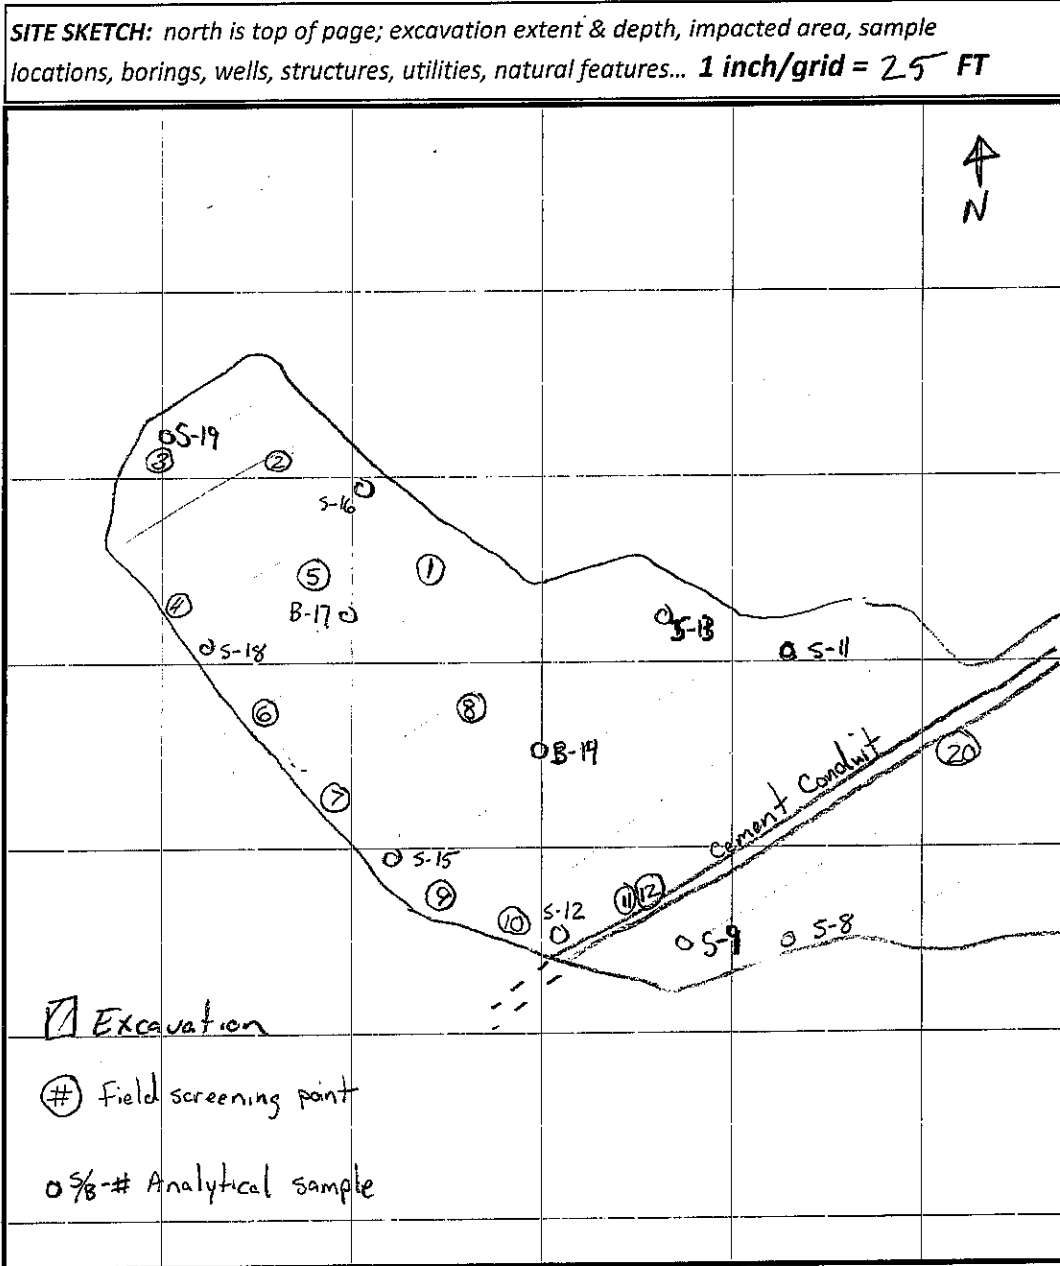 SITE SKETCH: north is top of page; excavation extent & depth, impacted area, sample
locations, borings, wells, structures, utilities, natural features... 1 inch/grid = 25 FT
N
S-19
3
2
S-16
5
1
4
B-17
S-13
S-11
S-18
6
8
B-14
20
Cement Conduit
7
S-15
9
10
S-12
11
12
S-9
S-8
Excavation
# Field screening point
S/B-# Analytical sample